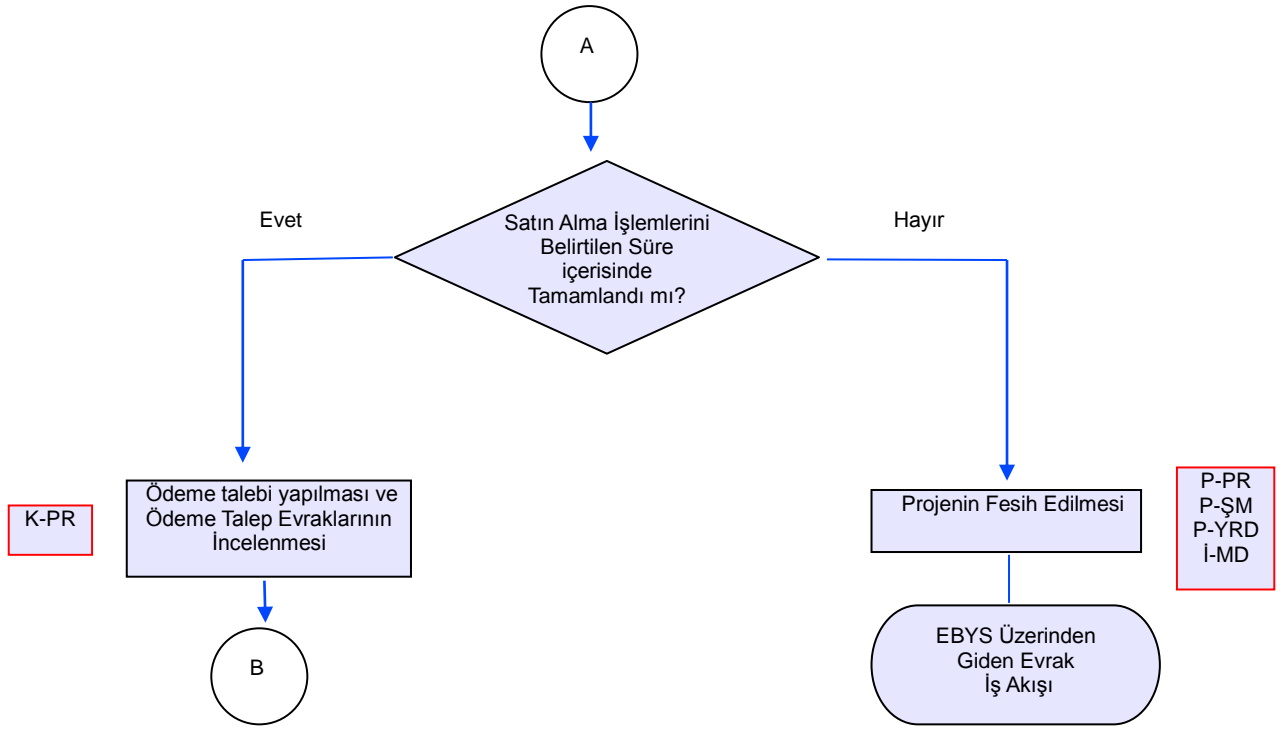 A
Evet
Satın Alma İşlemlerini
Belirtilen Süre
içerisinde
Tamamlandı mı?
Hayır
K-PR
Ödeme talebi yapılması ve
Ödeme Talep Evraklarının
İncelenmesi
Projenin Fesih Edilmesi
P-PR
P-ŞM
P-YRD
İ-MD
B
EBYS Üzerinden
Giden Evrak
İş Akışı